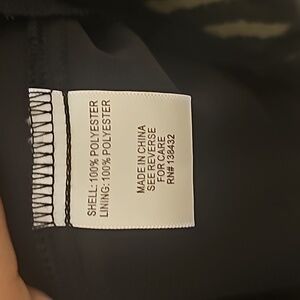 SHELL: 100% POLYESTER
LINING: 100% POLYESTER
MADE IN CHINA
SEE REVERSE
FOR CARE
RN# 138432